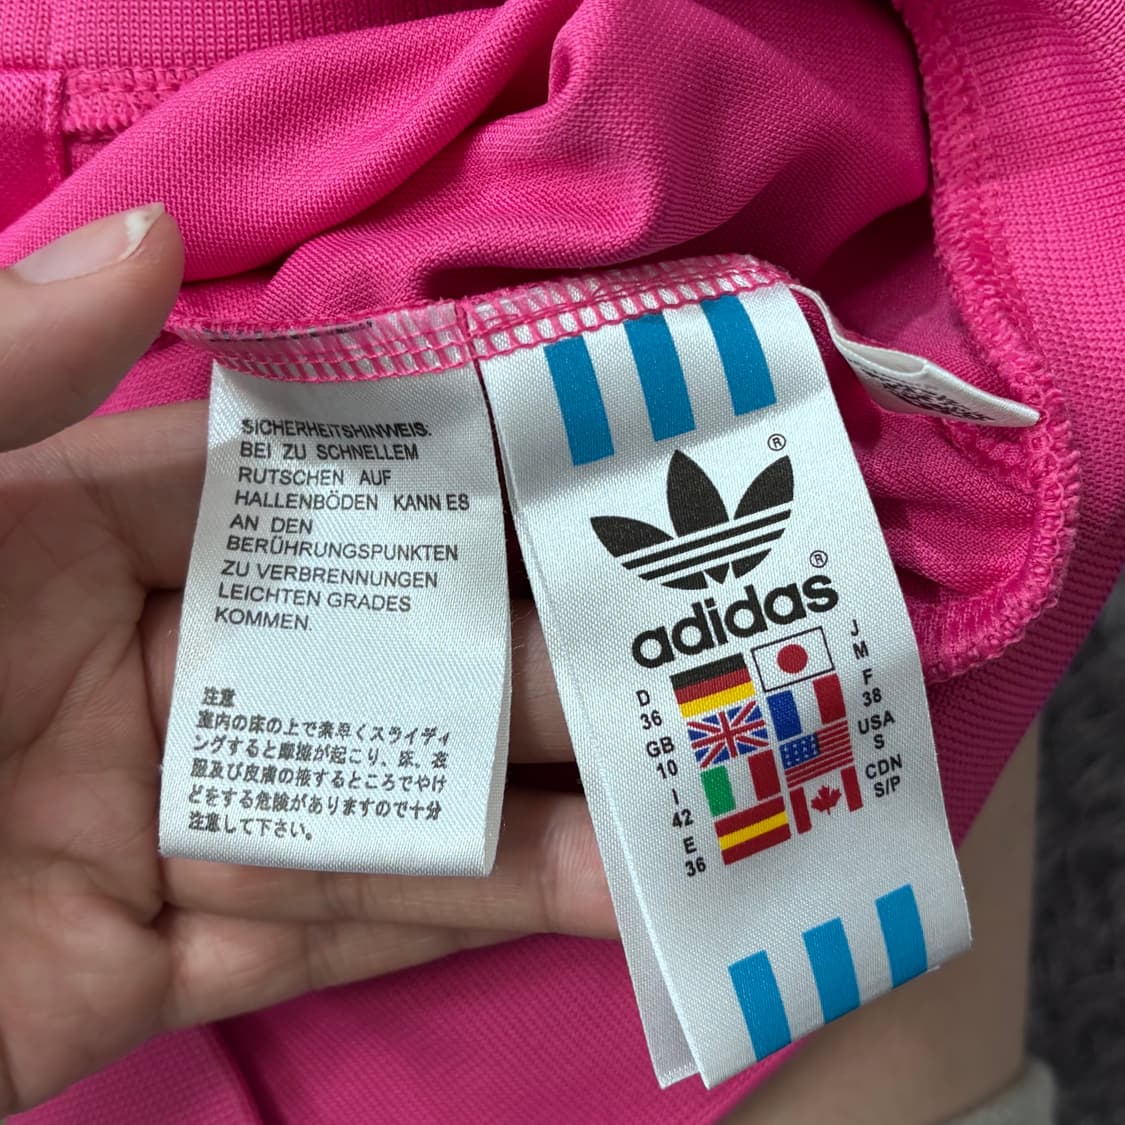 SICHERHEITSHINWEIS.
BEI ZU SCHNELLEM
RUTSCHEN AUF
HALLENBÖDEN KANN ES
AN DEN
BERÜHRUNGSPUNKTEN
ZU VERBRENNUNGEN
LEICHTEN GRADES
KOMMEN.
注意
室内の床の上で素早くスライディ
ングすると摩擦が起こり、床、衣
服及び皮膚の接するところでやけ
どをする危険がありますので十分
注意して下さい。
®
®
adidas
D
36
GB
10
I
42
E
36
J
M
F
38
USA
S
CDN
S/P